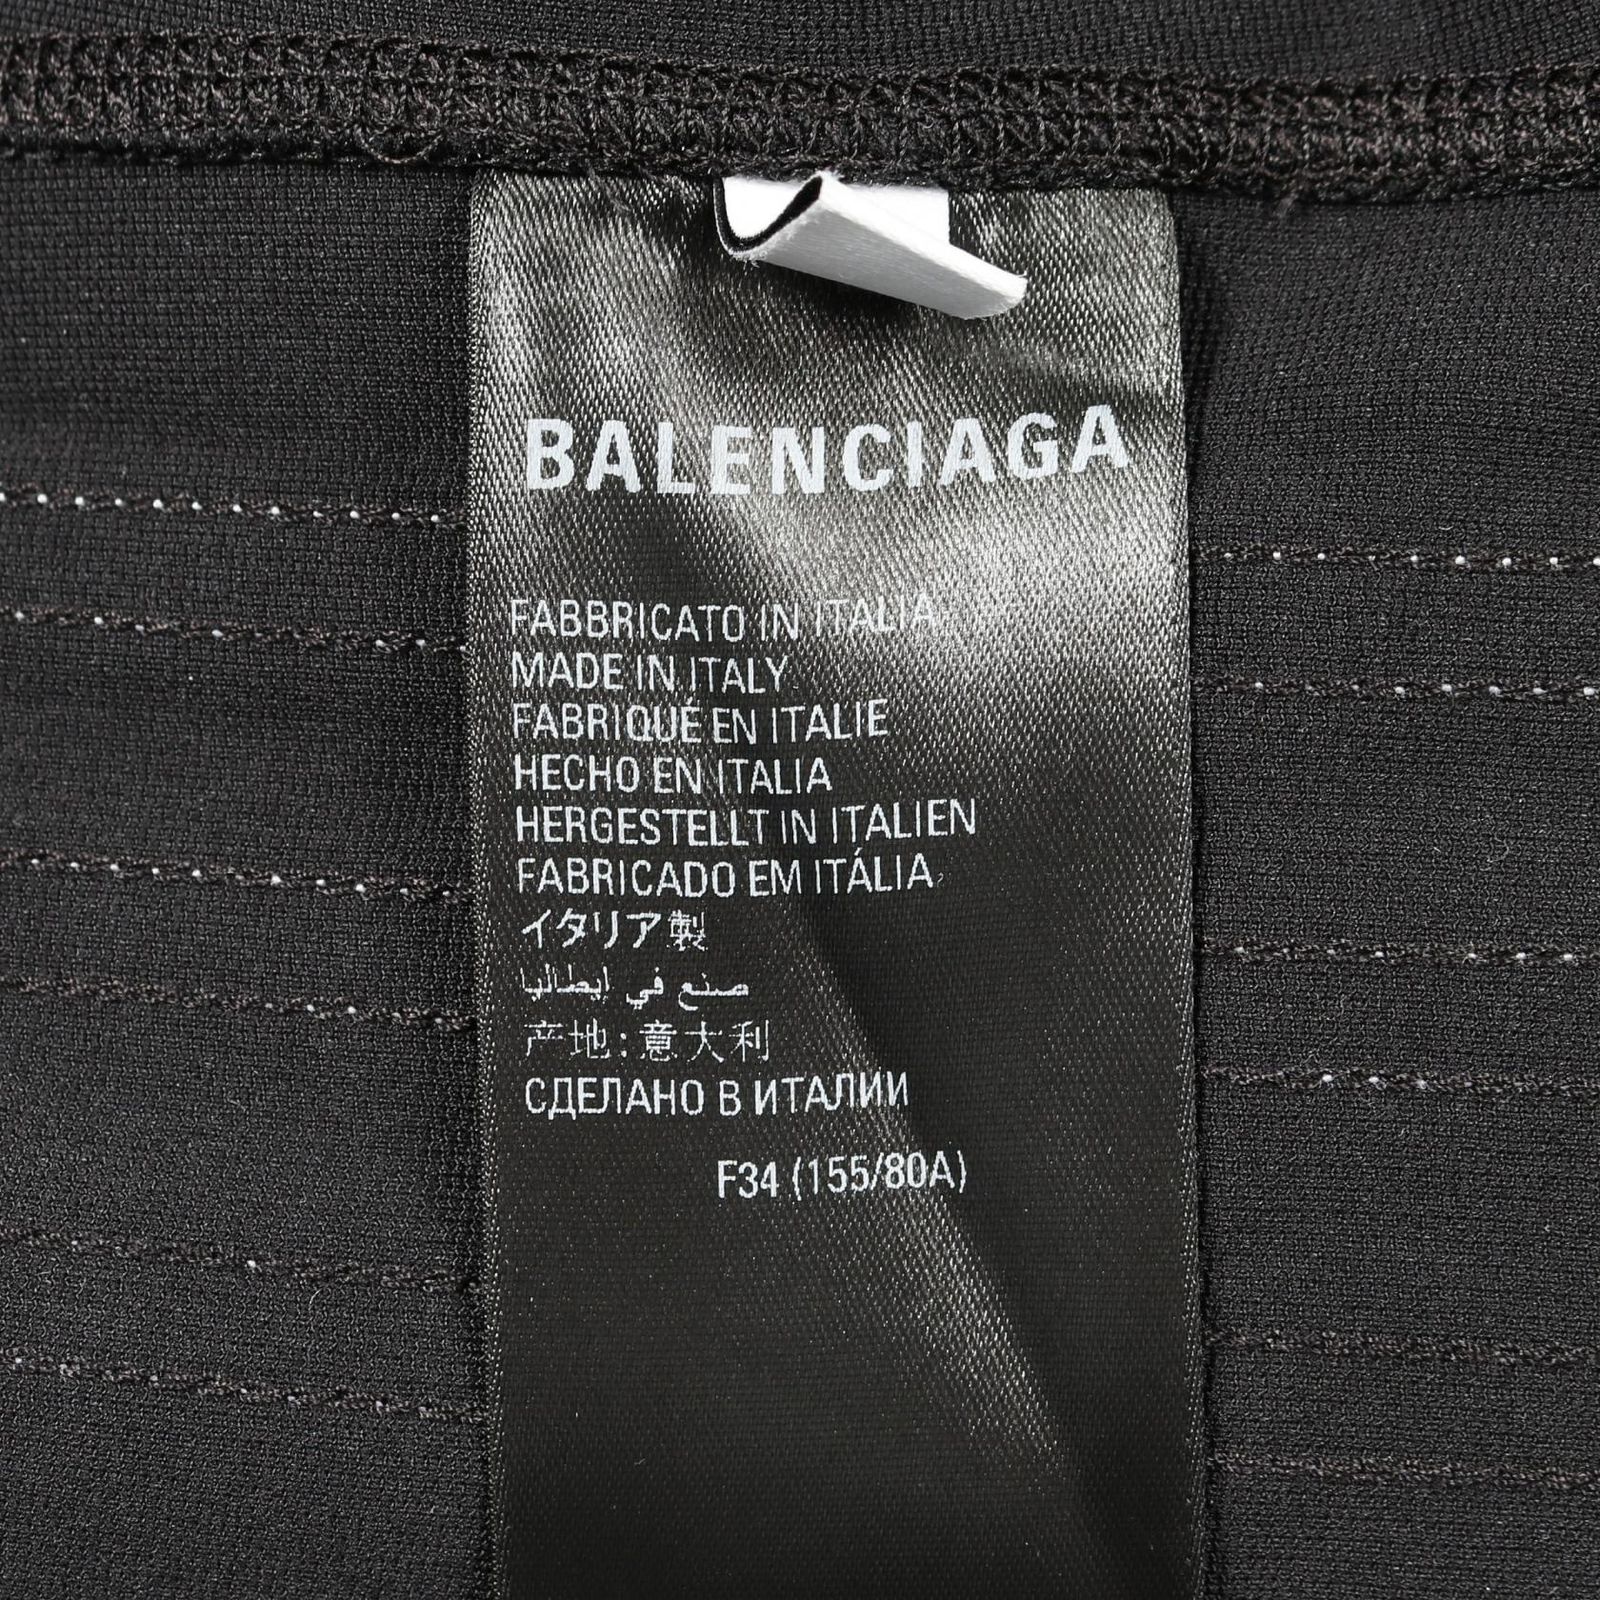 BALENCIAGA
FABBRICATO IN ITALIA
MADE IN ITALY
FABRIQUÉ EN ITALIE
HECHO EN ITALIA
HERGESTELLT IN ITALIEN
FABRICADO EM ITÁLIA
イタリア製
صنع في ايطاليا
产地:意大利
СДЕЛАНО В ИТАЛИИ
F34 (155/80A)